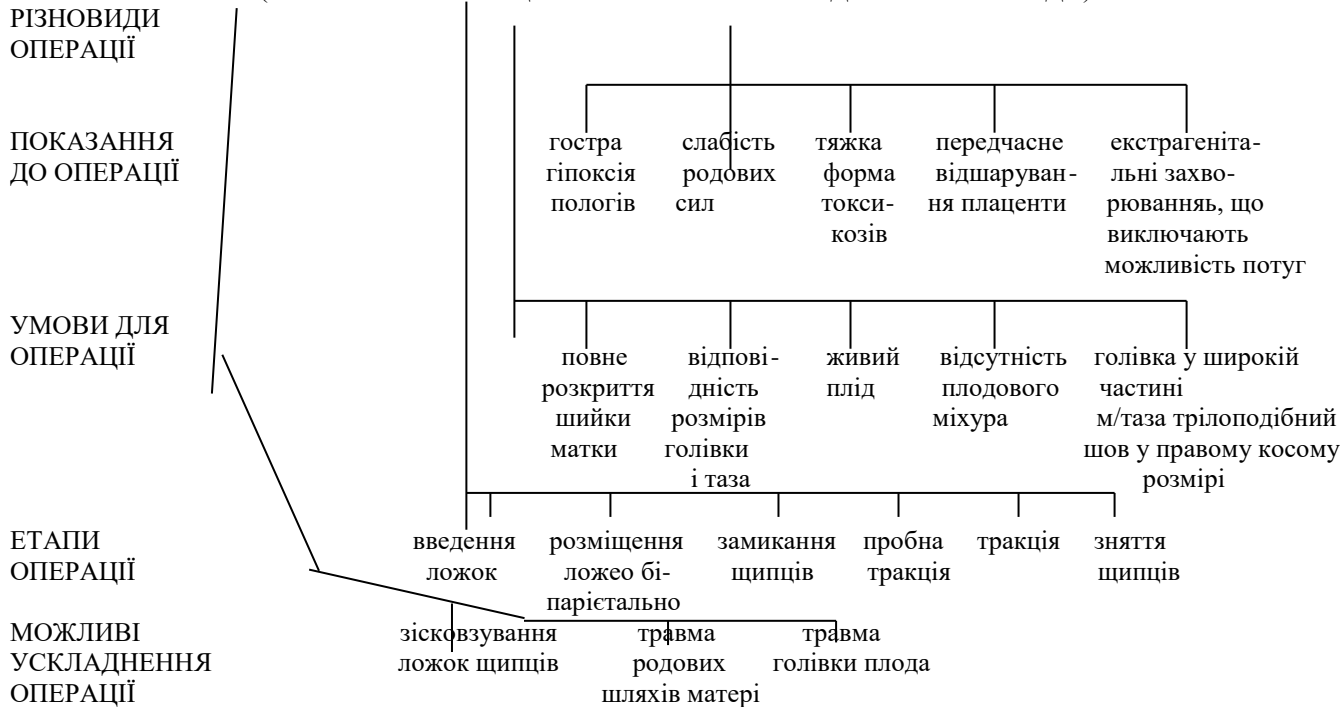 РІЗНОВИДИ
ОПЕРАЦІЇ
ПОКАЗАННЯ
ДО ОПЕРАЦІЇ
гостра
гіпоксія
пологів
слабість
родових
сил
тяжка
форма
токси-
козів
передчасне
відшаруван-
ня плаценти
екстрагеніта-
льні захво-
рюванняь, що
виключають
можливість потуг
УМОВИ ДЛЯ
ОПЕРАЦІЇ
повне
розкриття
шийки
матки
відпові-
дність
розмірів
голівки
і таза
живий
плід
відсутність
плодового
міхура
голівка у широкій
частині
м/таза трілоподібний
шов у правому косому
розмірі
ЕТАПИ
ОПЕРАЦІЇ
введення
ложок
розміщення
ложео бі-
парієтально
замикання
щипців
пробна
тракція
тракція
зняття
щипців
МОЖЛИВІ
УСКЛАДНЕННЯ
ОПЕРАЦІЇ
зісковзування
ложок щипців
травма
родових
шляхів матері
травма
голівки плода